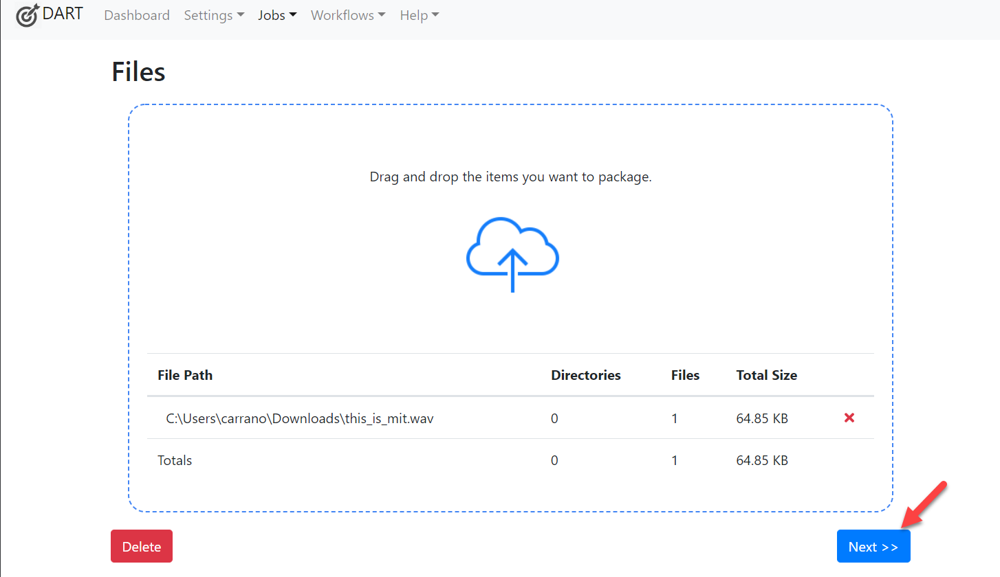 DART Dashboard Settings Jobs Workflows Help
Files
Drag and drop the items you want to package.
File Path Directories Files Total Size
C:\Users\carrano\Downloads\this_is_mit.wav 0 1 64.85 KB
Totals 0 1 64.85 KB
Delete Next >>